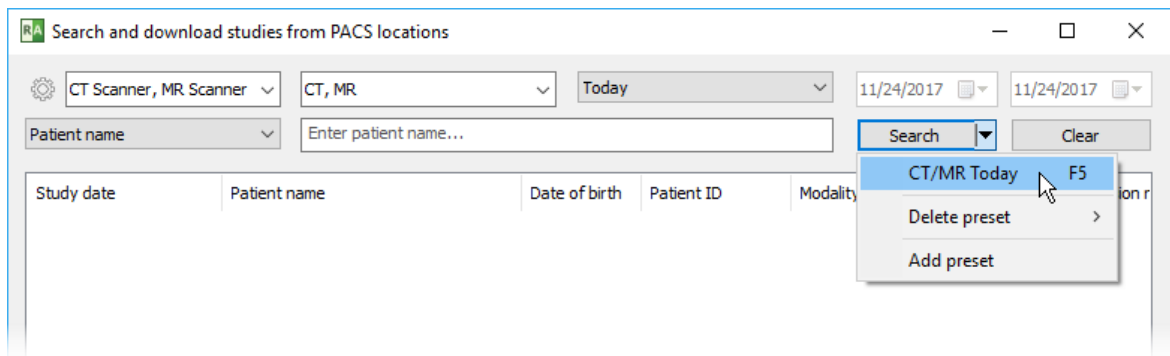 RA Search and download studies from PACS locations
CT Scanner, MR Scanner CT, MR Today 11/24/2017 11/24/2017
Patient name Enter patient name... Search Clear
CT/MR Today F5
Study date Patient name Date of birth Patient ID Modality ion r
Delete preset
Add preset